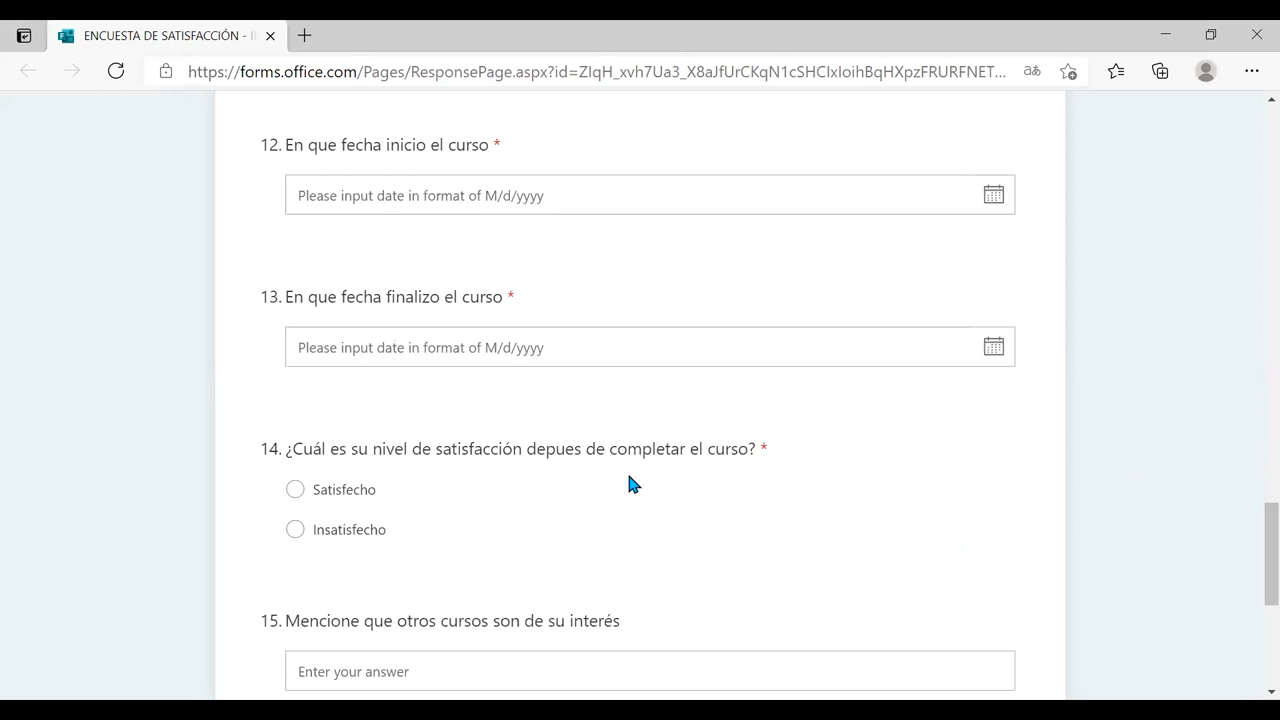 ENCUESTA DE SATISFACCIÓN - I
https://forms.office.com/Pages/ResponsePage.aspx?id=ZIqH_xvh7Ua3_X8aJfUrCKqN1cSHCIxIoihBqHXpzFRURFNET...
12. En que fecha inicio el curso *
Please input date in format of M/d/yyyy
13. En que fecha finalizo el curso *
Please input date in format of M/d/yyyy
14. ¿Cuál es su nivel de satisfacción depues de completar el curso? *
Satisfecho
Insatisfecho
15. Mencione que otros cursos son de su interés
Enter your answer